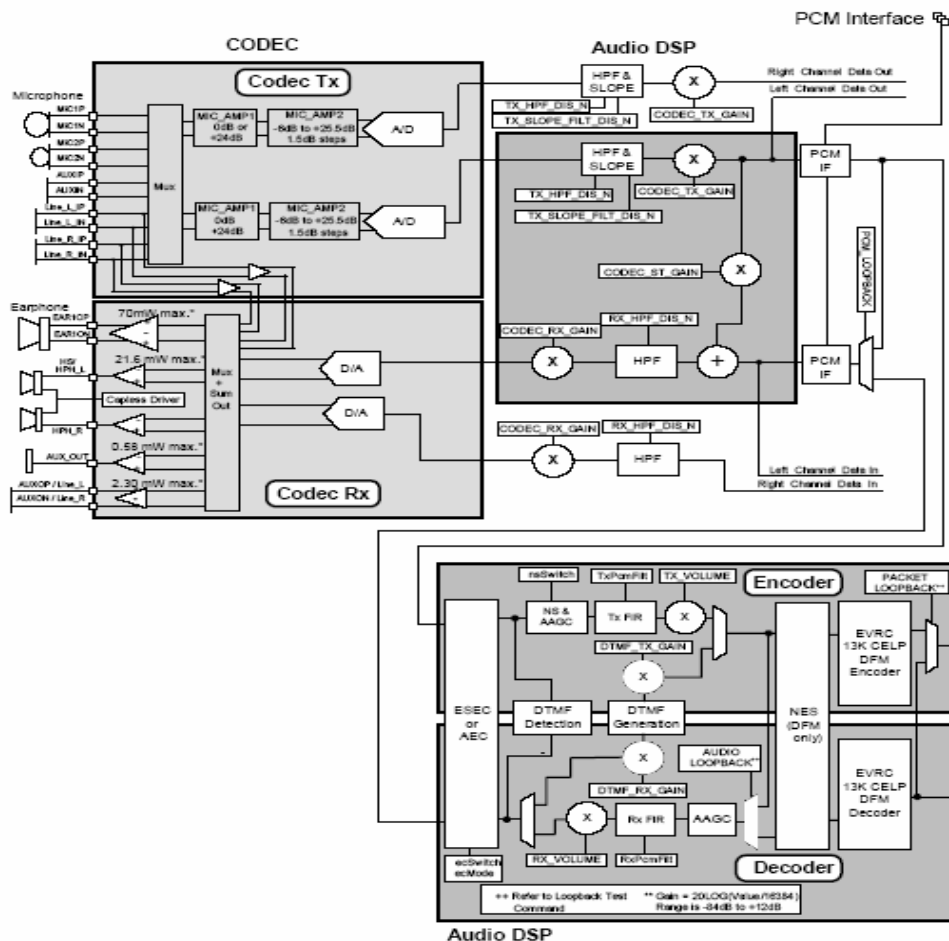 PCM Interface
CODEC
Audio DSP
Codec Tx
Microphone
MIC1P
MIC1N
MIC2P
MIC2N
AUXIP
AUXIN
Line_L_IP
Line_L_IN
Line_R_IP
Line_R_IN
Mux
MIC_AMP1
0dB or
+24dB
MIC_AMP2
-6dB to +25.5dB
1.5dB steps
A/D
MIC_AMP1
0dB
+24dB
MIC_AMP2
-6dB to +25.5dB
1.5dB steps
A/D
HPF &
SLOPE
X
TX_HPF_DIS_N
TX_SLOPE_FILT_DIS_N
CODEC_TX_GAIN
Right Channel Data Out
Left Channel Data Out
HPF &
SLOPE
X
TX_HPF_DIS_N
CODEC_TX_GAIN
TX_SLOPE_FILT_DIS_N
PCM
IF
PCM_LOOPBACK
CODEC_ST_GAIN
X
RX_HPF_DIS_N
CODEC_RX_GAIN
X
HPF
+
PCM
IF
Earphone
EAR1OP
EAR1ON
70mW max.*
HS/
HPH_L
21.6 mW max.*
Capless Driver
HPH_R
0.56 mW max.*
AUX_OUT
2.30 mW max.*
AUXOP / Line_L
AUXON / Line_R
Mux
+
Sum
Out
D/A
D/A
Codec Rx
CODEC_RX_GAIN
RX_HPF_DIS_N
X
HPF
Left Channel Data In
Right Channel Data In
nsSwitch
TxPcmFilt
TX_VOLUME
Encoder
PACKET
LOOPBACK**
NS &
AAGC
Tx FIR
X
DTMF_TX_GAIN
X
EVRC
13K CELP
DFM
Encoder
ESEC
or
AEC
DTMF
Detection
DTMF
Generation
NES
(DFM
only)
X
AUDIO
LOOPBACK**
DTMF_RX_GAIN
EVRC
13K CELP
DFM
Decoder
X
Rx FIR
AAGC
RX_VOLUME
RxPcmFilt
Decoder
ecSwitch
ecMode
++ Refer to Loopback Test
Command
** Gain = 20LOG(Value/16384)
Range is -84dB to +12dB
Audio DSP